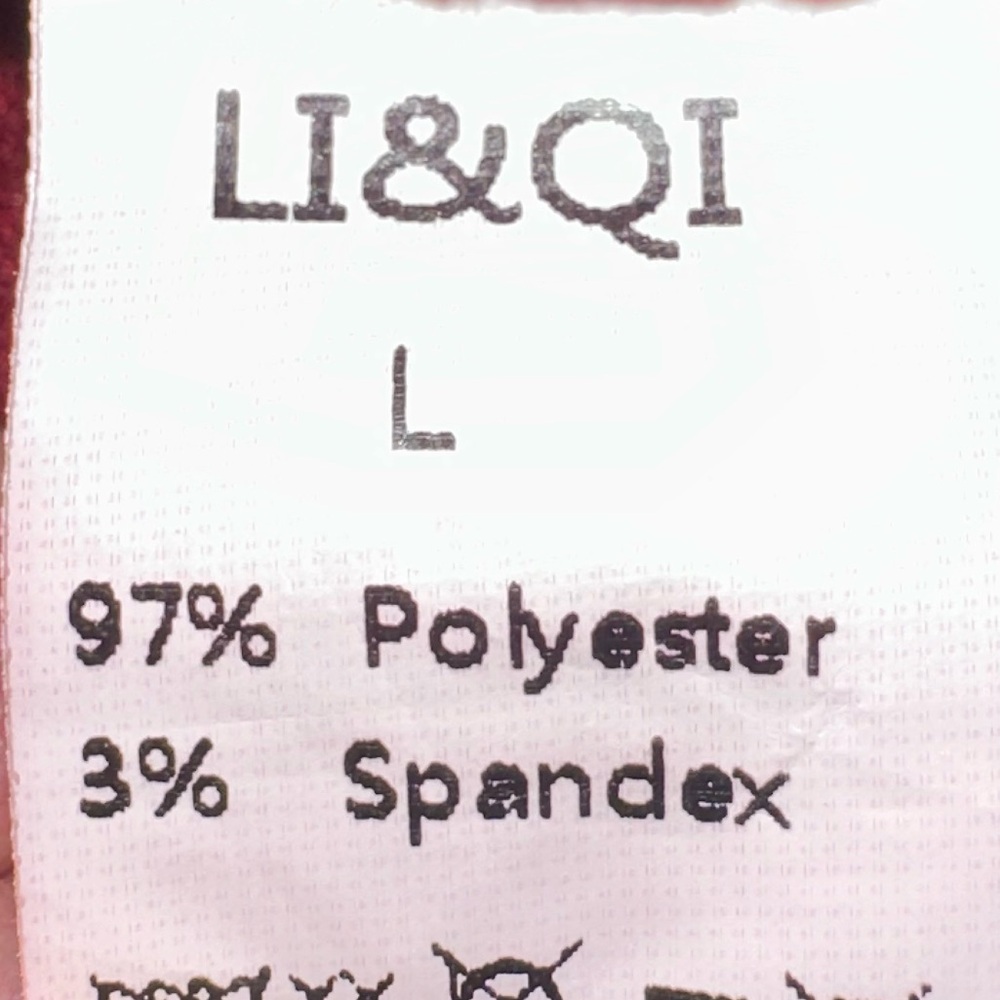 LI&QI
L
97% Polyester
3% Spandex